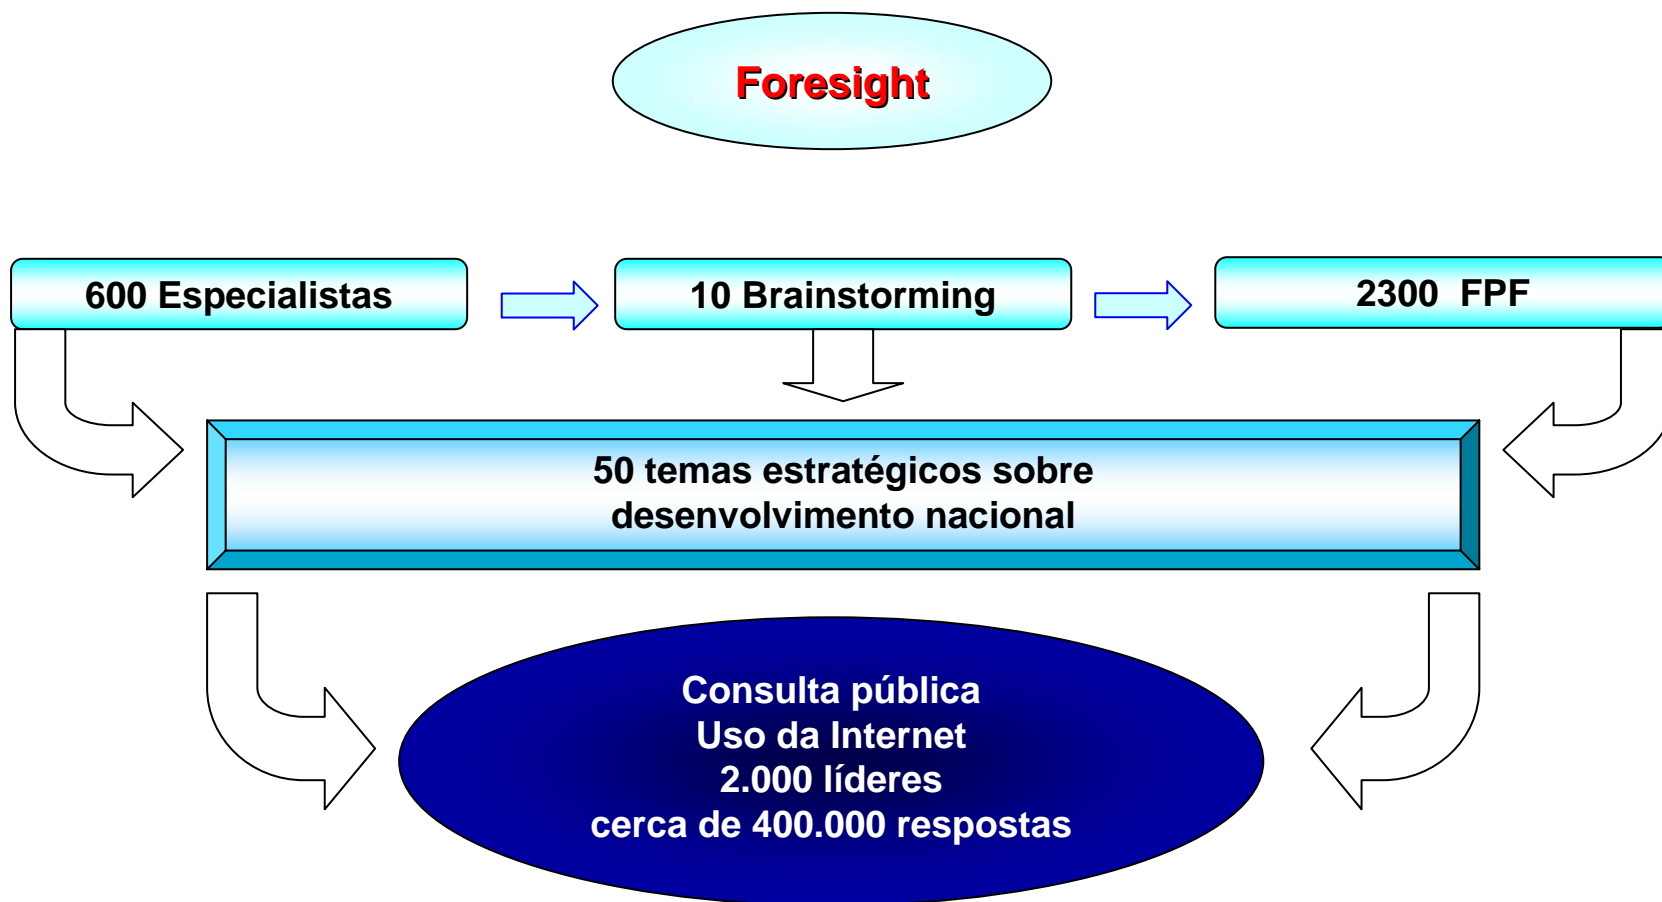 Foresight
600 Especialistas
10 Brainstorming
2300 FPF
50 temas estratégicos sobre
desenvolvimento nacional
Consulta pública
Uso da Internet
2.000 líderes
cerca de 400.000 respostas